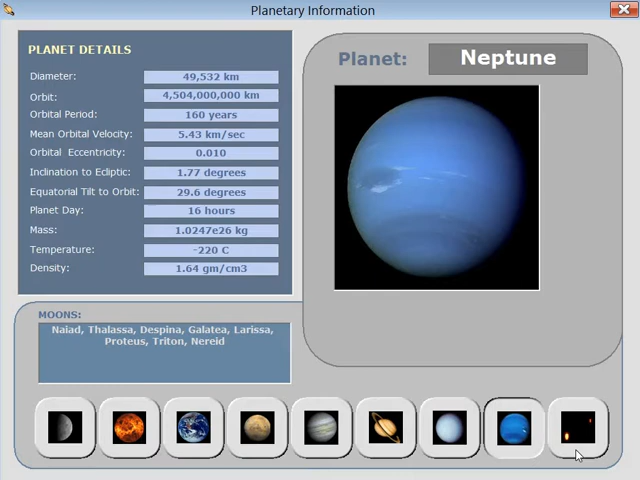 Planetary Information
PLANET DETAILS
Diameter: 49,532 km
Orbit: 4,504,000,000 km
Orbital Period: 160 years
Mean Orbital Velocity: 5.43 km/sec
Orbital Eccentricity: 0.010
Inclination to Ecliptic: 1.77 degrees
Equatorial Tilt to Orbit: 29.6 degrees
Planet Day: 16 hours
Mass: 1.0247e26 kg
Temperature: -220 C
Density: 1.64 gm/cm3
Planet: Neptune
MOONS:
Naiad, Thalassa, Despina, Galatea, Larissa,
Proteus, Triton, Nereid